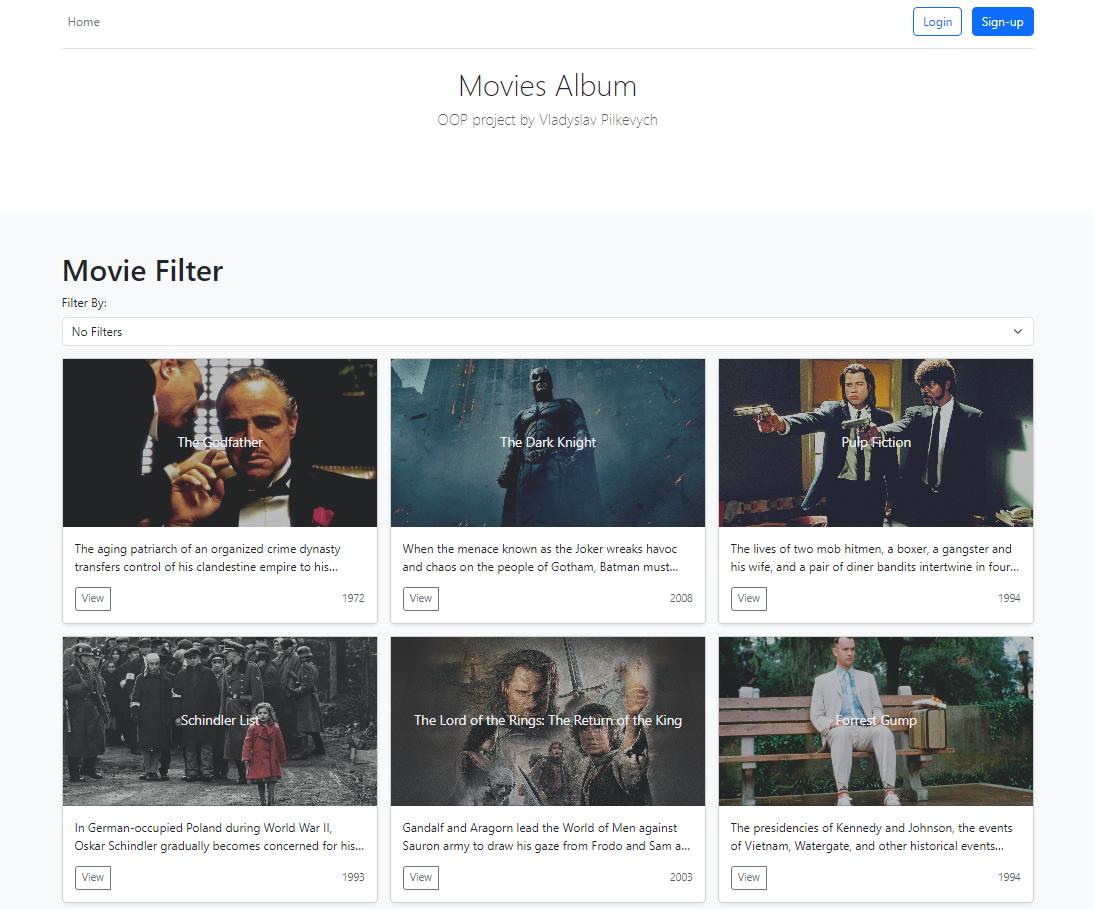 Home
Login
Sign-up
Movies Album
OOP project by Vladyslav Pilkevych
Movie Filter
Filter By:
No Filters
The Godfather
The Dark Knight
Pulp Fiction
The aging patriarch of an organized crime dynasty
transfers control of his clandestine empire to his...
View
1972
When the menace known as the Joker wreaks havoc
and chaos on the people of Gotham, Batman must...
View
2008
The lives of two mob hitmen, a boxer, a gangster and
his wife, and a pair of diner bandits intertwine in four...
View
1994
Schindler List
The Lord of the Rings: The Return of the King
Forrest Gump
In German-occupied Poland during World War II,
Oskar Schindler gradually becomes concerned for his...
View
1993
Gandalf and Aragorn lead the World of Men against
Sauron army to draw his gaze from Frodo and Sam a...
View
2003
The presidencies of Kennedy and Johnson, the events
of Vietnam, Watergate, and other historical events...
View
1994